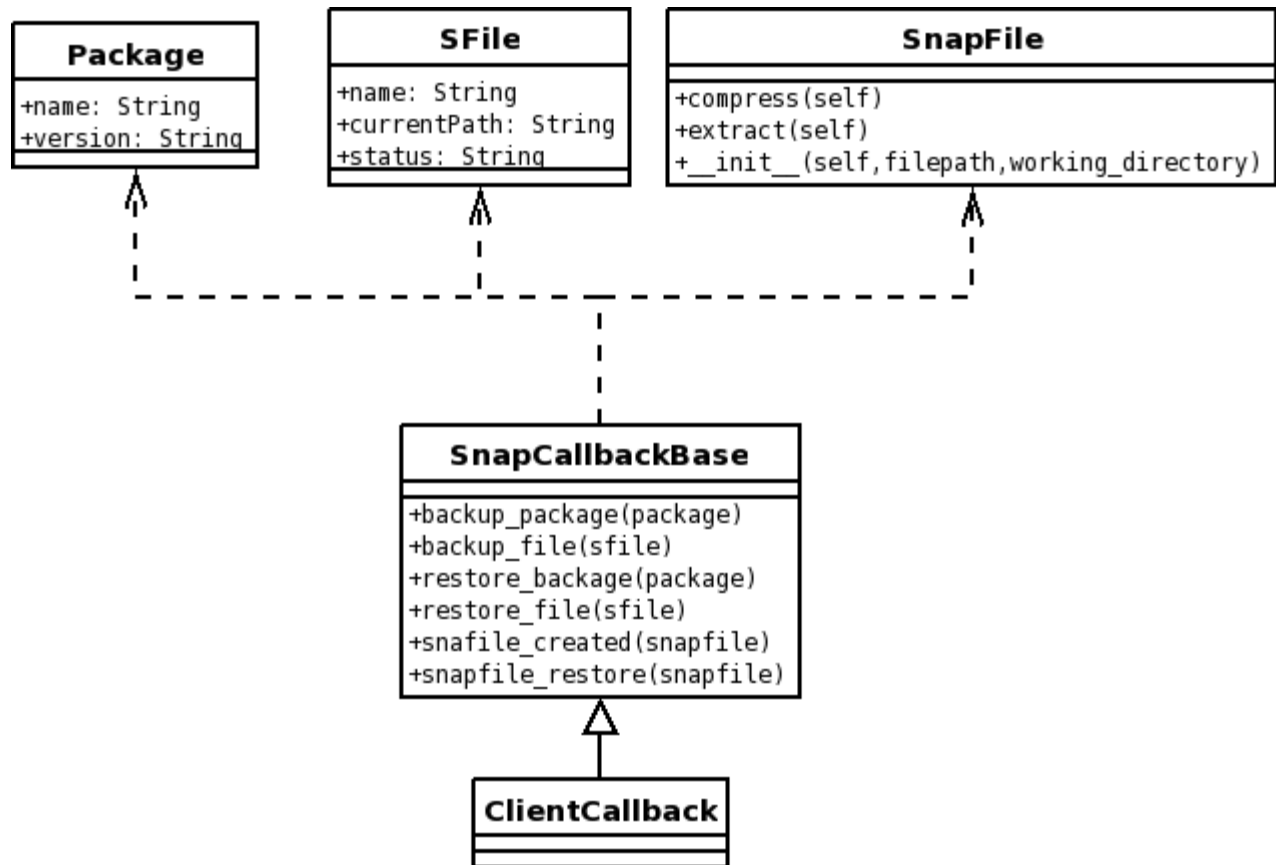 Package
+name: String
+version: String
SFile
+name: String
+currentPath: String
+status: String
SnapFile
+compress(self)
+extract(self)
+__init__(self,filepath,working_directory)
SnapCallbackBase
+backup_package(package)
+backup_file(sfile)
+restore_backage(package)
+restore_file(sfile)
+snafile_created(snapfile)
+snapfile_restore(snapfile)
ClientCallback